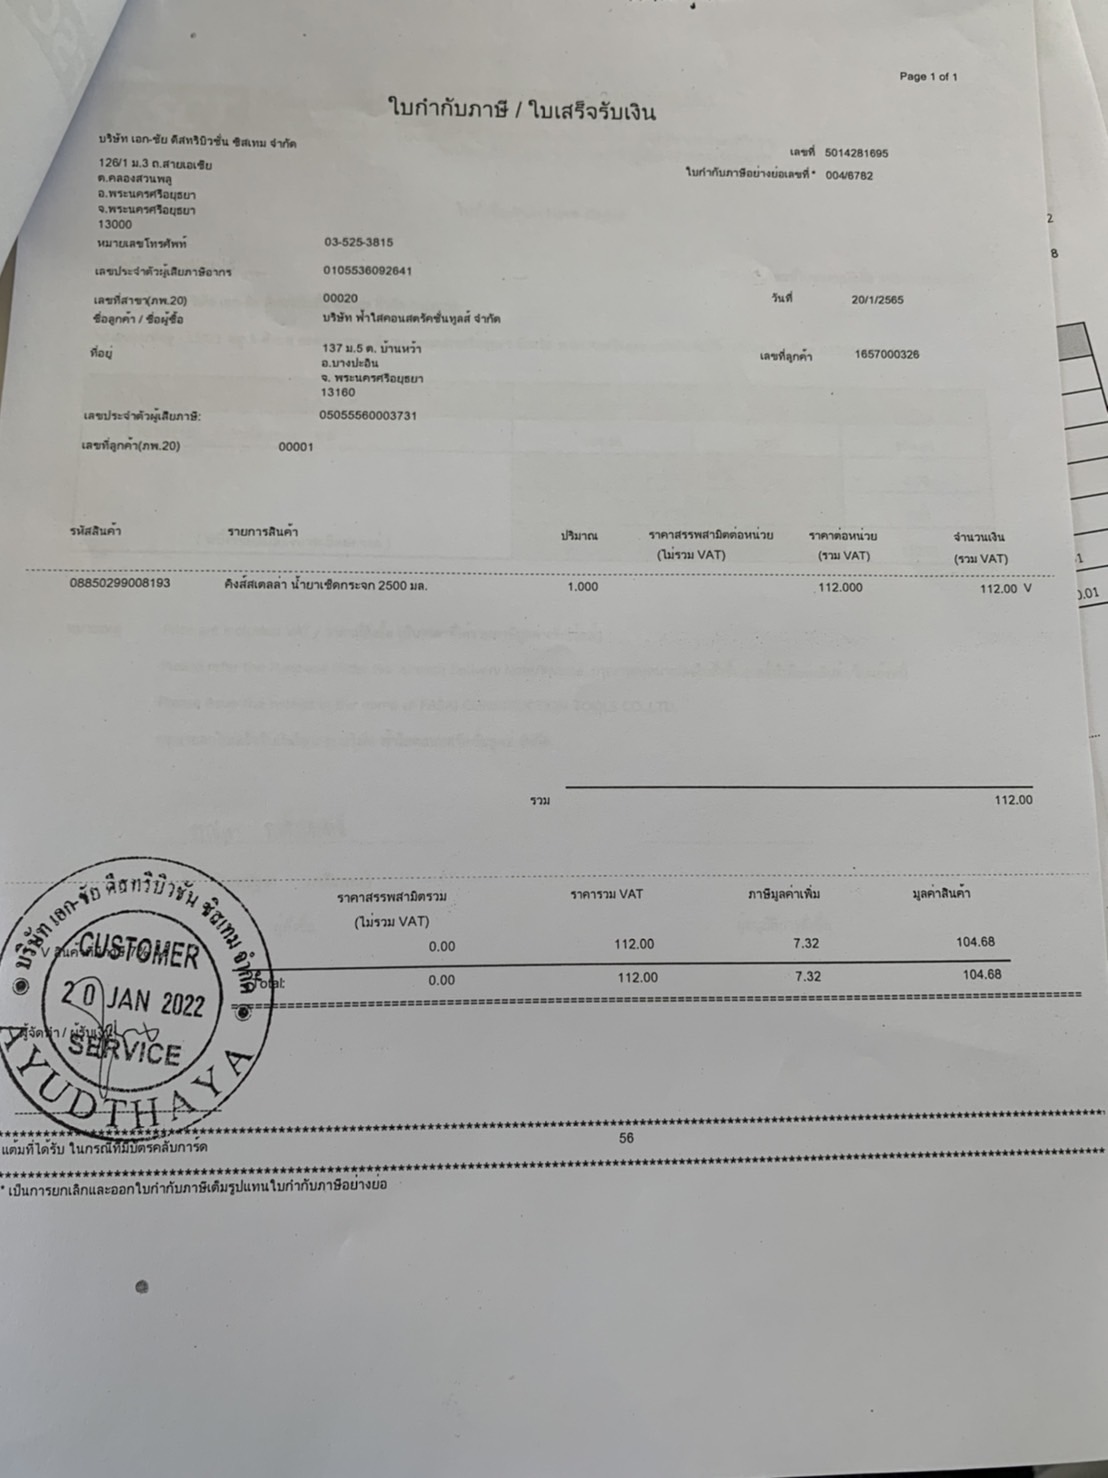 Page 1 of 1
ใบกำกับภาษี / ใบเสร็จรับเงิน
บริษัท เอก-ชัย ดีสทริบิวชั่น ซิสเทม จำกัด
126/1 ม.3 ถ.สายเอเซีย
ต.คลองสวนพลู
อ.พระนครศรีอยุธยา
จ.พระนครศรีอยุธยา
13000
เลขที่ 5014281695
ใบกำกับภาษีอย่างย่อเลขที่ * 004/6782
หมายเลขโทรศัพท์ 03-525-3815
เลขประจำตัวผู้เสียภาษีอากร 0105536092641
เลขที่สาขา(ภพ.20) 00020
วันที่ 20/1/2565
ชื่อลูกค้า / ชื่อผู้ซื้อ บริษัท ฟ้าใสคอนสตรัคชั่นทูลส์ จำกัด
ที่อยู่ 137 ม.5 ต. บ้านหว้า
อ.บางปะอิน
จ. พระนครศรีอยุธยา
13160
เลขที่ลูกค้า 1657000326
เลขประจำตัวผู้เสียภาษี: 05055560003731
เลขที่ลูกค้า(ภพ.20) 00001
รหัสสินค้า รายการสินค้า ปริมาณ ราคาสรรพสามิตต่อหน่วย ราคาต่อหน่วย จำนวนเงิน
(ไม่รวม VAT) (รวม VAT) (รวม VAT)
08850299008193 คิงส์สเตลล่า น้ำยาเช็ดกระจก 2500 มล. 1.000 112.000 112.00 V
รวม 112.00
ราคาสรรพสามิตรวม ราคารวม VAT ภาษีมูลค่าเพิ่ม มูลค่าสินค้า
(ไม่รวม VAT)
V 0.00 112.00 7.32 104.68
Total: 0.00 112.00 7.32 104.68
ผู้จัดทำ / ผู้รับเงิน
บริษัท เอก-ชัย ดีสทริบิวชั่น ซิสเทม จำกัด
CUSTOMER
20 JAN 2022
SERVICE
AYUDTHAYA
แต้มที่ได้รับ ในกรณีที่มีบัตรคลับการ์ด 56
* เป็นการยกเลิกและออกใบกำกับภาษีเต็มรูปแทนใบกำกับภาษีอย่างย่อ